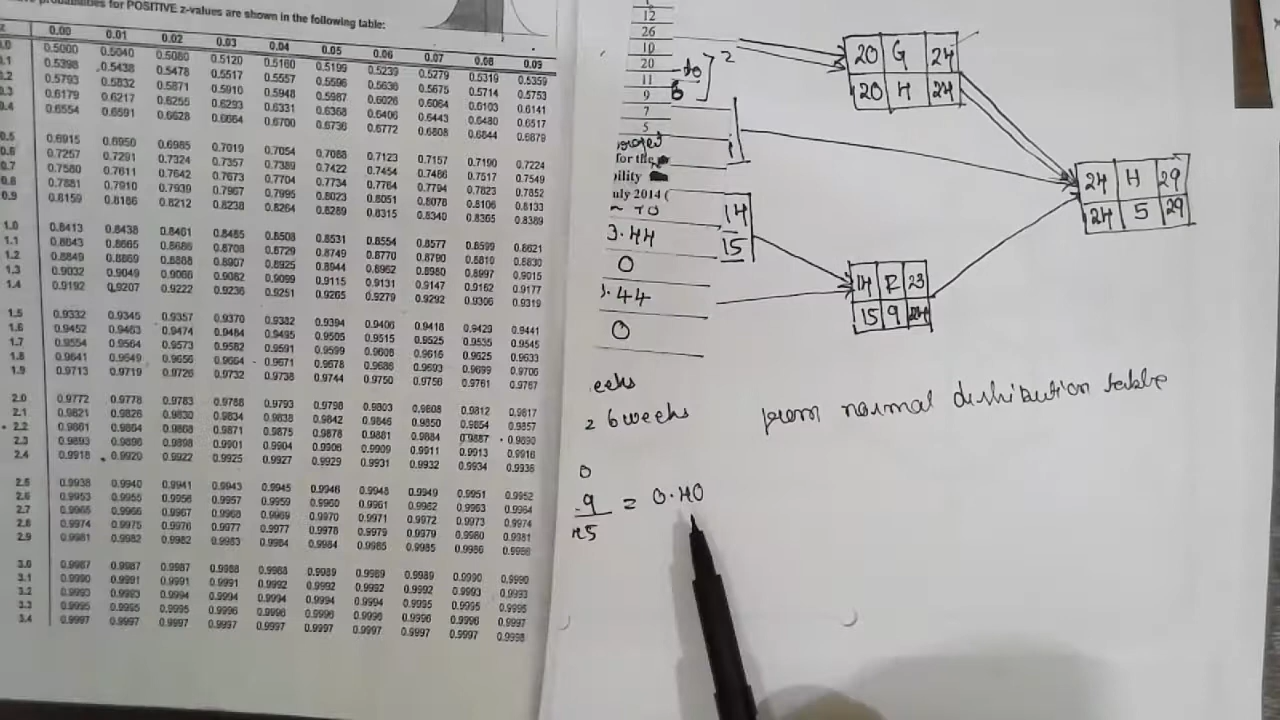 probabilities for POSITIVE z-values are shown in the following table:
0.00 0.01 0.02 0.03 0.04 0.05 0.06 0.07 0.08 0.09
0.5000 0.5040 0.5080 0.5120 0.5160 0.5199 0.5239 0.5279 0.5319 0.5359
0.5398 0.5438 0.5478 0.5517 0.5557 0.5596 0.5636 0.5675 0.5714 0.5753
0.5793 0.5832 0.5871 0.5910 0.5948 0.5987 0.6026 0.6064 0.6103 0.6141
0.6179 0.6217 0.6255 0.6293 0.6331 0.6368 0.6406 0.6443 0.6480 0.6517
0.6554 0.6591 0.6628 0.6664 0.6700 0.6736 0.6772 0.6808 0.6844 0.6879
0.5 0.6915 0.6950 0.6985 0.7019 0.7054 0.7088 0.7123 0.7157 0.7190 0.7224
0.6 0.7257 0.7291 0.7324 0.7357 0.7389 0.7422 0.7454 0.7486 0.7517 0.7549
0.7 0.7580 0.7611 0.7642 0.7673 0.7704 0.7734 0.7764 0.7794 0.7823 0.7852
0.8 0.7881 0.7910 0.7939 0.7967 0.7995 0.8023 0.8051 0.8078 0.8106 0.8133
0.9 0.8159 0.8186 0.8212 0.8238 0.8264 0.8289 0.8315 0.8340 0.8365 0.8389
1.0 0.8413 0.8438 0.8461 0.8485 0.8508 0.8531 0.8554 0.8577 0.8599 0.8621
1.1 0.8643 0.8665 0.8686 0.8708 0.8729 0.8749 0.8770 0.8790 0.8810 0.8830
1.2 0.8849 0.8869 0.8888 0.8907 0.8925 0.8944 0.8962 0.8980 0.8997 0.9015
1.3 0.9032 0.9049 0.9066 0.9082 0.9099 0.9115 0.9131 0.9147 0.9162 0.9177
1.4 0.9192 0.9207 0.9222 0.9236 0.9251 0.9265 0.9279 0.9292 0.9306 0.9319
1.5 0.9332 0.9345 0.9357 0.9370 0.9382 0.9394 0.9406 0.9418 0.9429 0.9441
1.6 0.9452 0.9463 0.9474 0.9484 0.9495 0.9505 0.9515 0.9525 0.9535 0.9545
1.7 0.9554 0.9564 0.9573 0.9582 0.9591 0.9599 0.9608 0.9616 0.9625 0.9633
1.8 0.9641 0.9649 0.9656 0.9664 0.9671 0.9678 0.9686 0.9693 0.9699 0.9706
1.9 0.9713 0.9719 0.9726 0.9732 0.9738 0.9744 0.9750 0.9756 0.9761 0.9767
2.0 0.9772 0.9778 0.9783 0.9788 0.9793 0.9798 0.9803 0.9808 0.9812 0.9817
2.1 0.9821 0.9826 0.9830 0.9834 0.9838 0.9842 0.9846 0.9850 0.9854 0.9857
2.2 0.9861 0.9864 0.9868 0.9871 0.9875 0.9878 0.9881 0.9884 0.9887 0.9890
2.3 0.9893 0.9896 0.9898 0.9901 0.9904 0.9906 0.9909 0.9911 0.9913 0.9916
2.4 0.9918 0.9920 0.9922 0.9925 0.9927 0.9929 0.9931 0.9932 0.9934 0.9936
2.5 0.9938 0.9940 0.9941 0.9943 0.9945 0.9946 0.9948 0.9949 0.9951 0.9952
2.6 0.9953 0.9955 0.9956 0.9957 0.9959 0.9960 0.9961 0.9962 0.9963 0.9964
2.7 0.9965 0.9966 0.9967 0.9968 0.9969 0.9970 0.9971 0.9972 0.9973 0.9974
2.8 0.9974 0.9975 0.9976 0.9977 0.9977 0.9978 0.9979 0.9979 0.9980 0.9981
2.9 0.9981 0.9982 0.9982 0.9983 0.9984 0.9984 0.9985 0.9985 0.9986 0.9986
3.0 0.9987 0.9987 0.9987 0.9988 0.9988 0.9989 0.9989 0.9989 0.9990 0.9990
3.1 0.9990 0.9991 0.9991 0.9991 0.9992 0.9992 0.9992 0.9992 0.9993 0.9993
3.2 0.9993 0.9993 0.9994 0.9994 0.9994 0.9994 0.9994 0.9995 0.9995 0.9995
3.3 0.9995 0.9995 0.9995 0.9996 0.9996 0.9996 0.9996 0.9996 0.9996 0.9997
3.4 0.9997 0.9997 0.9997 0.9997 0.9997 0.9997 0.9997 0.9997 0.9997 0.9998
12
26
10
20
11
9
7
5
for the
bility
uly 2014 (
3.44
0
3.44
0
20 G 24
20 H 24
14
15
24 H 29
24 5 29
14 R 23
15 9 24
eeks
2 6 weeks
from normal distribution table
0
.9 = 0.40